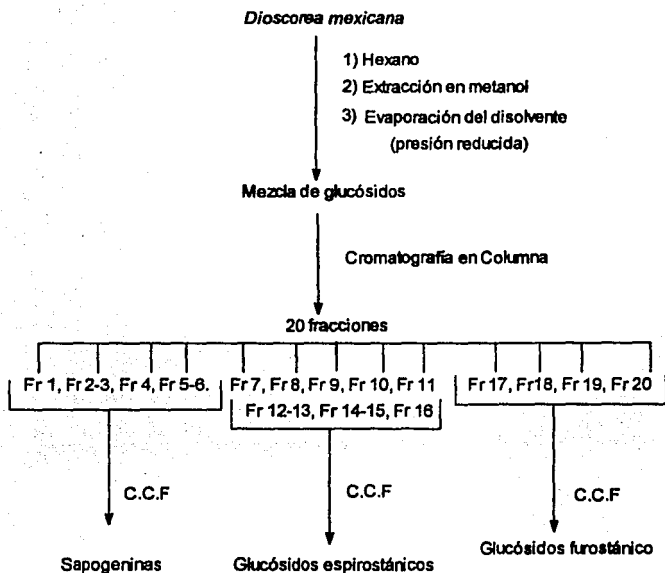 Dioscorea mexicana
1) Hexano
2) Extracción en metanol
3) Evaporación del disolvente
(presión reducida)
Mezcla de glucósidos
Cromatografía en Columna
20 fracciones
Fr 1, Fr 2-3, Fr 4, Fr 5-6.
Fr 7, Fr 8, Fr 9, Fr 10, Fr 11
Fr 12-13, Fr 14-15, Fr 16
Fr 17, Fr 18, Fr 19, Fr 20
C.C.F
C.C.F
C.C.F
Sapogeninas
Glucósidos espirostánicos
Glucósidos furostánico